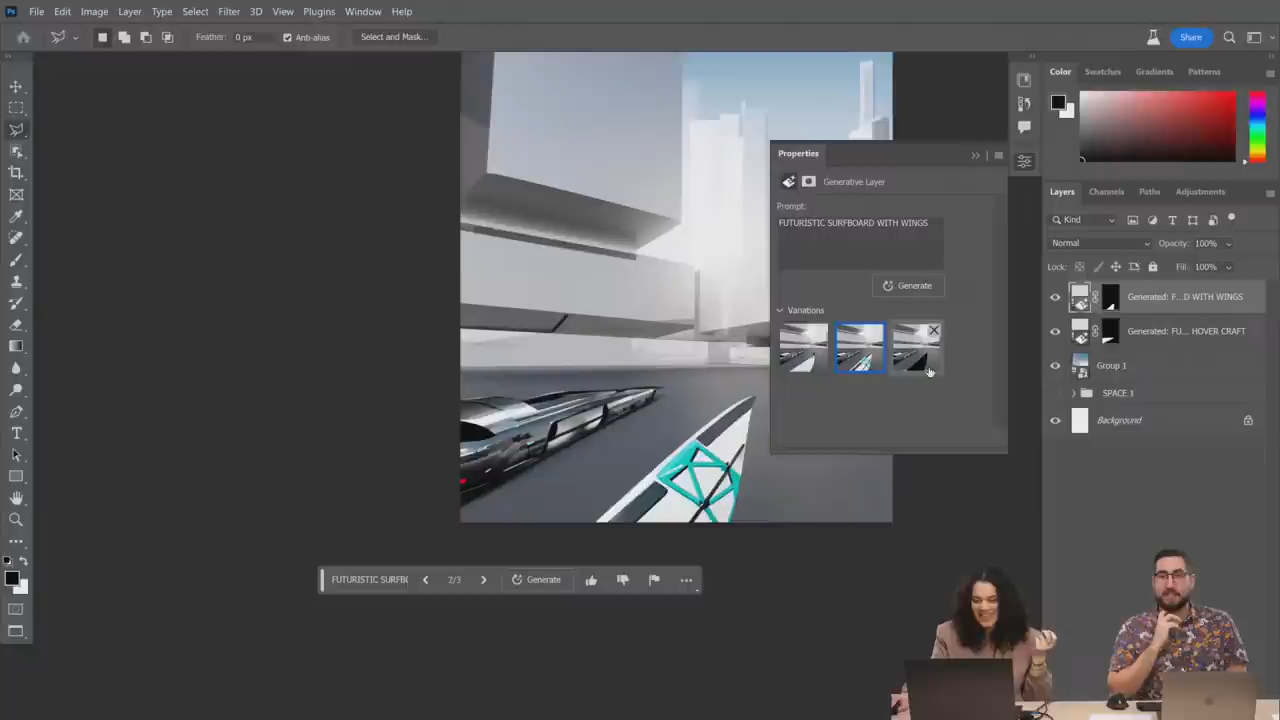 Ps File Edit Image Layer Type Select Filter 3D View Plugins Window Help
Feather: 0 px Anti-alias Select and Mask... Share
Color Swatches Gradients Patterns
Properties
Generative Layer
Prompt:
FUTURISTIC SURFBOARD WITH WINGS
Generate
Variations
Layers Channels Paths Adjustments
Kind
Normal Opacity: 100%
Lock: Fill: 100%
Generated: F...D WITH WINGS
Generated: FU... HOVER CRAFT
Group 1
SPACE 1
Background
FUTURISTIC SURFB( 2/3 Generate